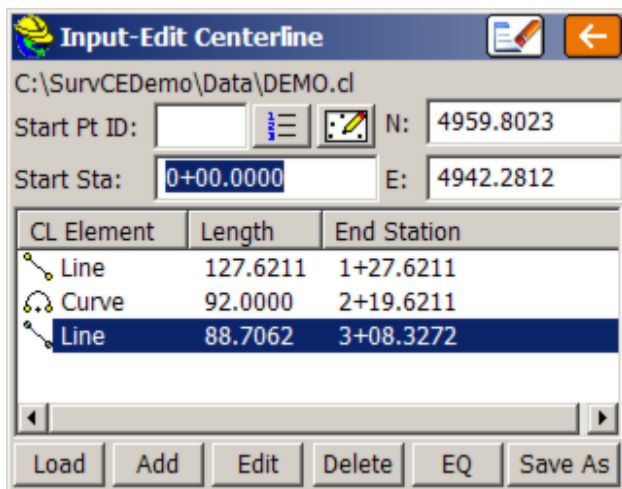 Input-Edit Centerline
C:\SurvCEDemo\Data\DEMO.cl
Start Pt ID: N: 4959.8023
Start Sta: 0+00.0000 E: 4942.2812
CL Element Length End Station
Line 127.6211 1+27.6211
Curve 92.0000 2+19.6211
Line 88.7062 3+08.3272
Load Add Edit Delete EQ Save As